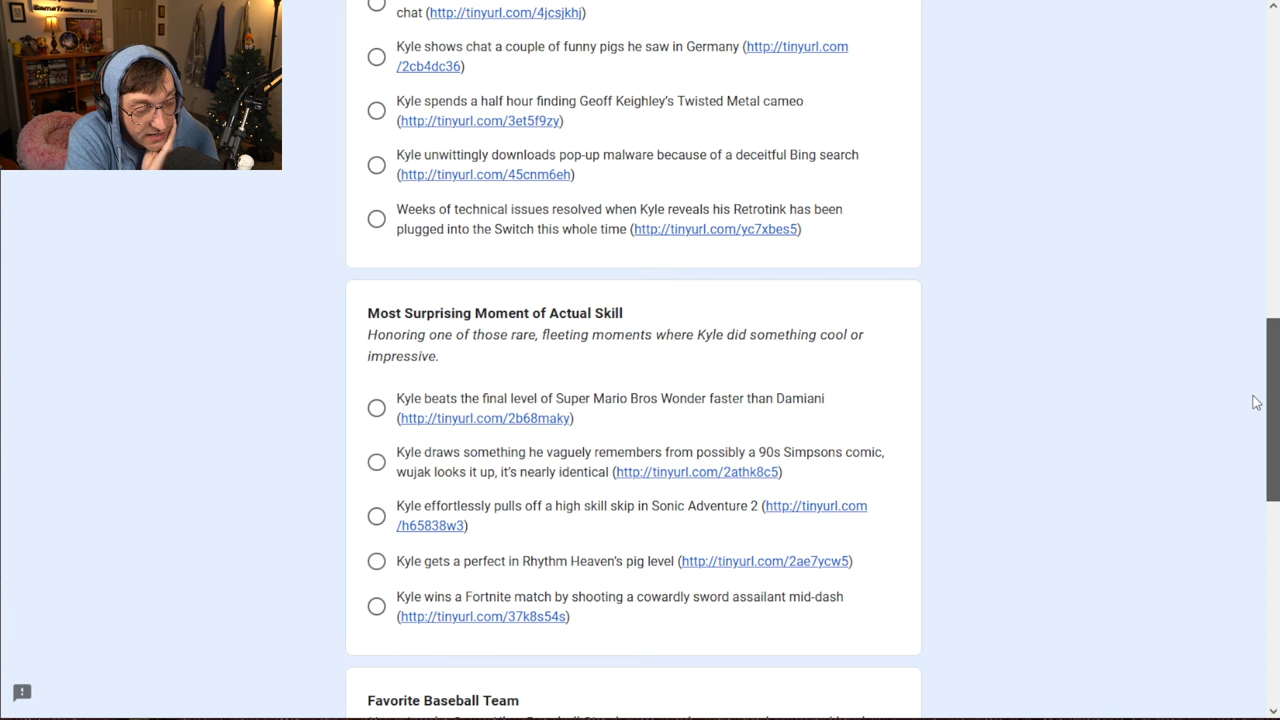 GameTrailers.com
chat (http://tinyurl.com/4jcsjkhj)
Kyle shows chat a couple of funny pigs he saw in Germany (http://tinyurl.com
/2cb4dc36)
Kyle spends a half hour finding Geoff Keighley’s Twisted Metal cameo
(http://tinyurl.com/3et5f9zy)
Kyle unwittingly downloads pop-up malware because of a deceitful Bing search
(http://tinyurl.com/45cnm6eh)
Weeks of technical issues resolved when Kyle reveals his Retrotink has been
plugged into the Switch this whole time (http://tinyurl.com/yc7xbes5)
Most Surprising Moment of Actual Skill
Honoring one of those rare, fleeting moments where Kyle did something cool or
impressive.
Kyle beats the final level of Super Mario Bros Wonder faster than Damiani
(http://tinyurl.com/2b68maky)
Kyle draws something he vaguely remembers from possibly a 90s Simpsons comic,
wujak looks it up, it’s nearly identical (http://tinyurl.com/2athk8c5)
Kyle effortlessly pulls off a high skill skip in Sonic Adventure 2 (http://tinyurl.com
/h65838w3)
Kyle gets a perfect in Rhythm Heaven’s pig level (http://tinyurl.com/2ae7ycw5)
Kyle wins a Fortnite match by shooting a cowardly sword assailant mid-dash
(http://tinyurl.com/37k8s54s)
Favorite Baseball Team